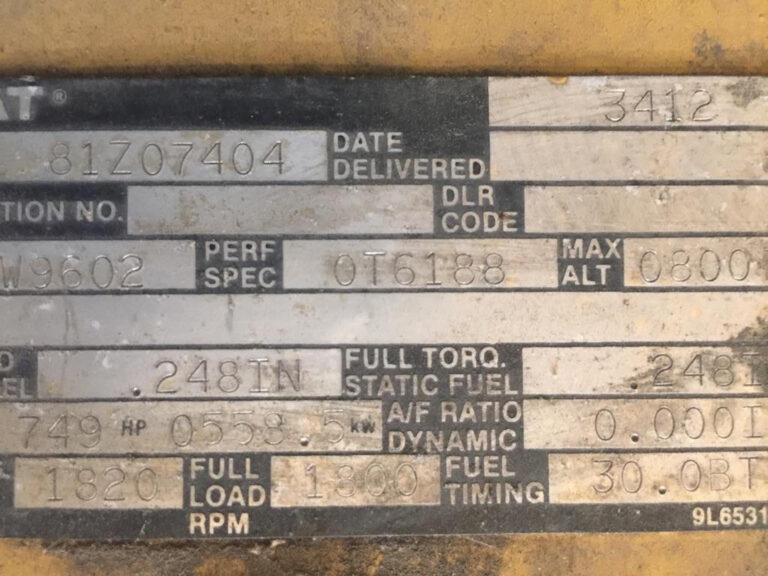 AT® 3412
81Z07404 DATE DELIVERED
TION NO. DLR CODE
W9602 PERF SPEC 0T6188 MAX ALT 0800
EL .248IN FULL TORQ. STATIC FUEL .248I
749 HP 0558.5 KW A/F RATIO DYNAMIC 0.000I
1820 FULL LOAD RPM 1800 FUEL TIMING 30.0BT
9L6531